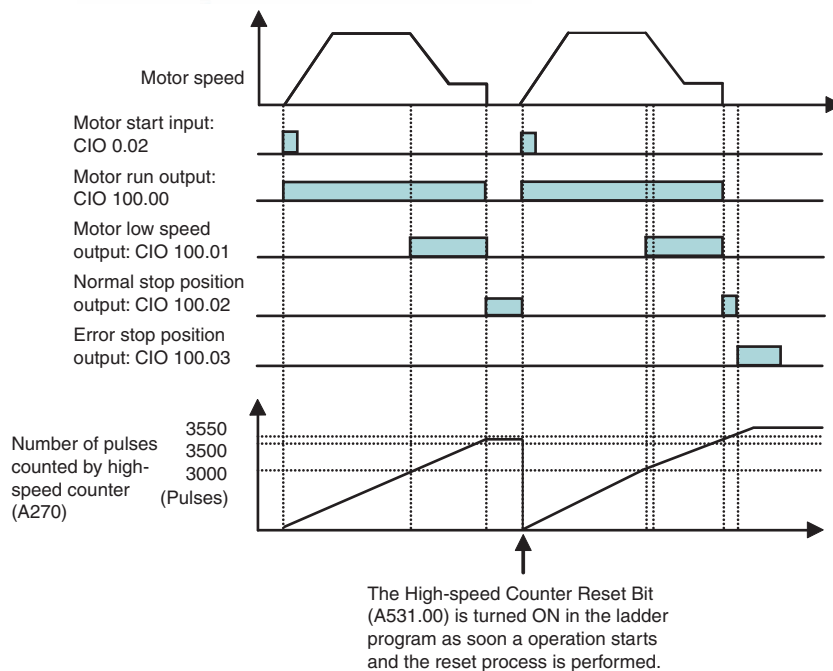 Motor speed
Motor start input:
CIO 0.02
Motor run output:
CIO 100.00
Motor low speed
output: CIO 100.01
Normal stop position
output: CIO 100.02
Error stop position
output: CIO 100.03
3550
3500
3000
(Pulses)
Number of pulses
counted by high-
speed counter
(A270)
The High-speed Counter Reset Bit
(A531.00) is turned ON in the ladder
program as soon a operation starts
and the reset process is performed.